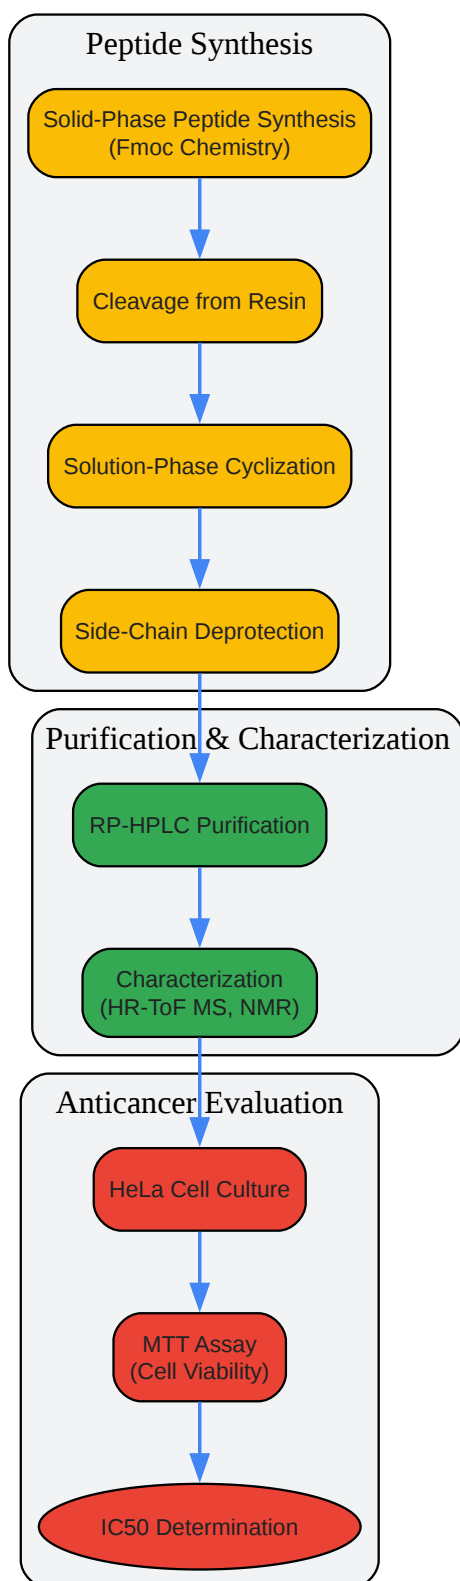 Peptide Synthesis
Solid-Phase Peptide Synthesis
(Fmoc Chemistry)
Cleavage from Resin
Solution-Phase Cyclization
Side-Chain Deprotection
Purification & Characterization
RP-HPLC Purification
Characterization
(HR-ToF MS, NMR)
Anticancer Evaluation
HeLa Cell Culture
MTT Assay
(Cell Viability)
IC50 Determination